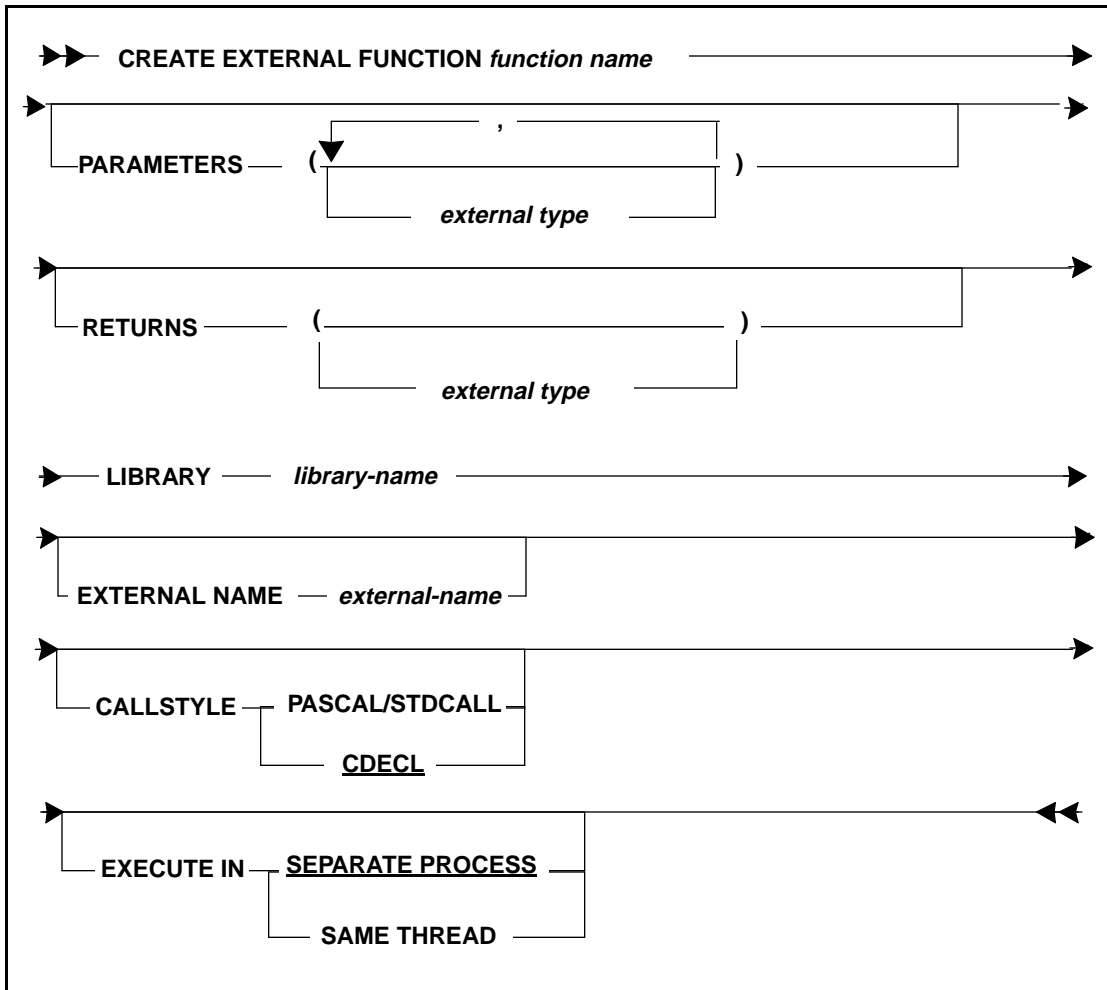 CREATE EXTERNAL FUNCTION function name
,
PARAMETERS ( )
external type
RETURNS ( )
external type
LIBRARY library-name
EXTERNAL NAME external-name
CALLSTYLE PASCAL/STDCALL
CDECL
EXECUTE IN SEPARATE PROCESS
SAME THREAD